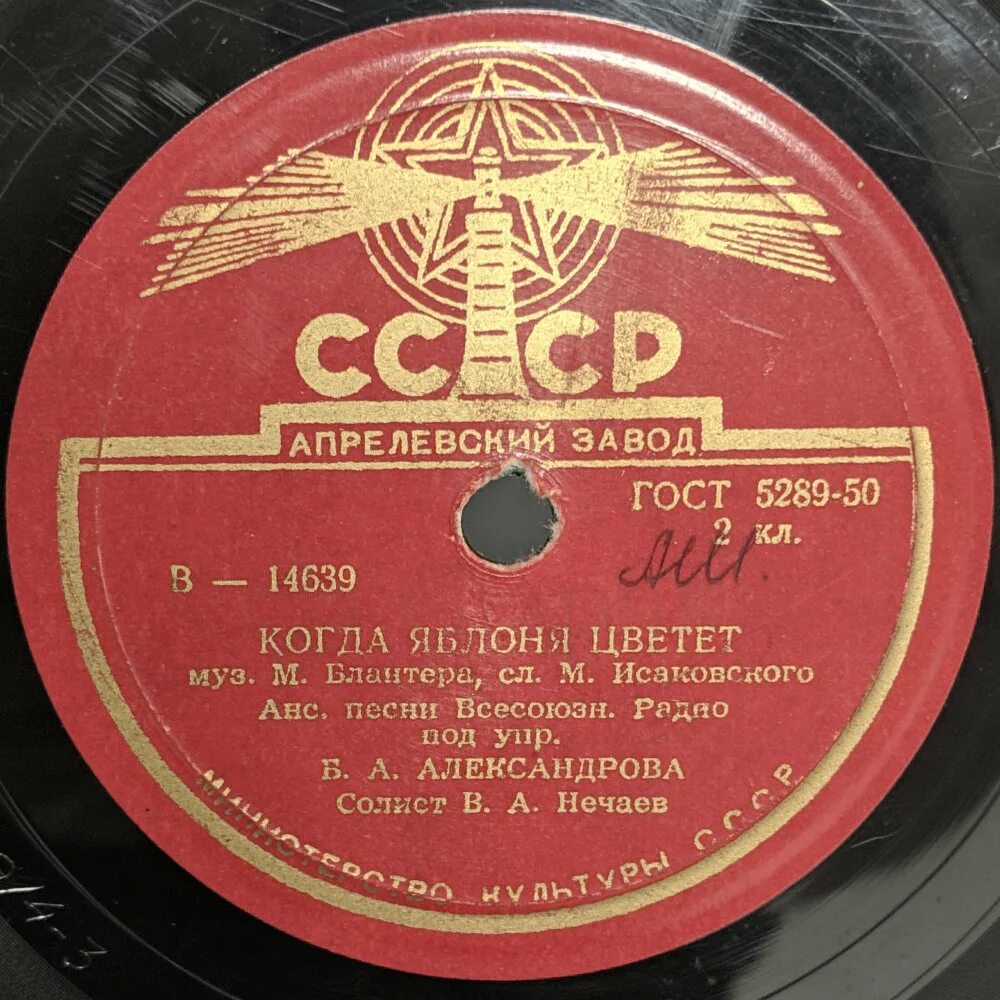 СССР
АПРЕЛЕВСКИЙ ЗАВОД
ГОСТ 5289-50
2 кл.
В — 14639
КОГДА ЯБЛОНЯ ЦВЕТЕТ
муз. М. Блантера, сл. М. Исаковского
Анс. песни Всесоюзн. Радио
под упр.
Б. А. АЛЕКСАНДРОВА
Солист В. А. Нечаев
МИНИСТЕРСТВО КУЛЬТУРЫ СССР